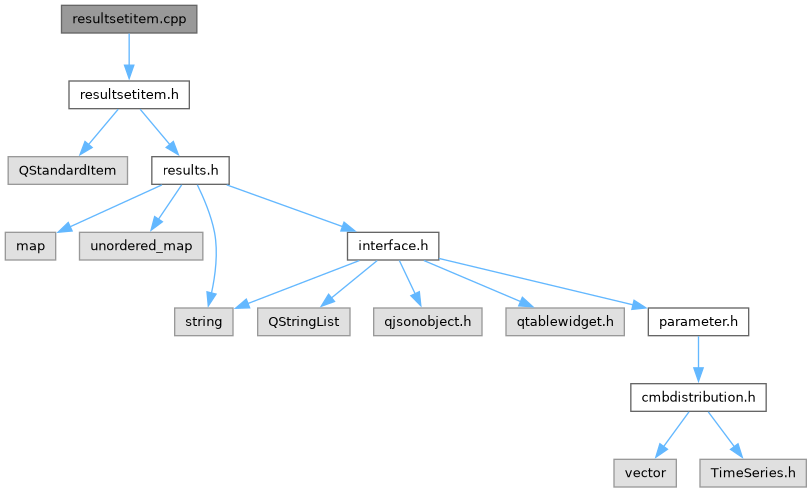 resultsetitem.cpp
resultsetitem.h
QStandardItem
results.h
map
unordered_map
interface.h
string
QStringList
qjsonobject.h
qtablewidget.h
parameter.h
cmbdistribution.h
vector
TimeSeries.h